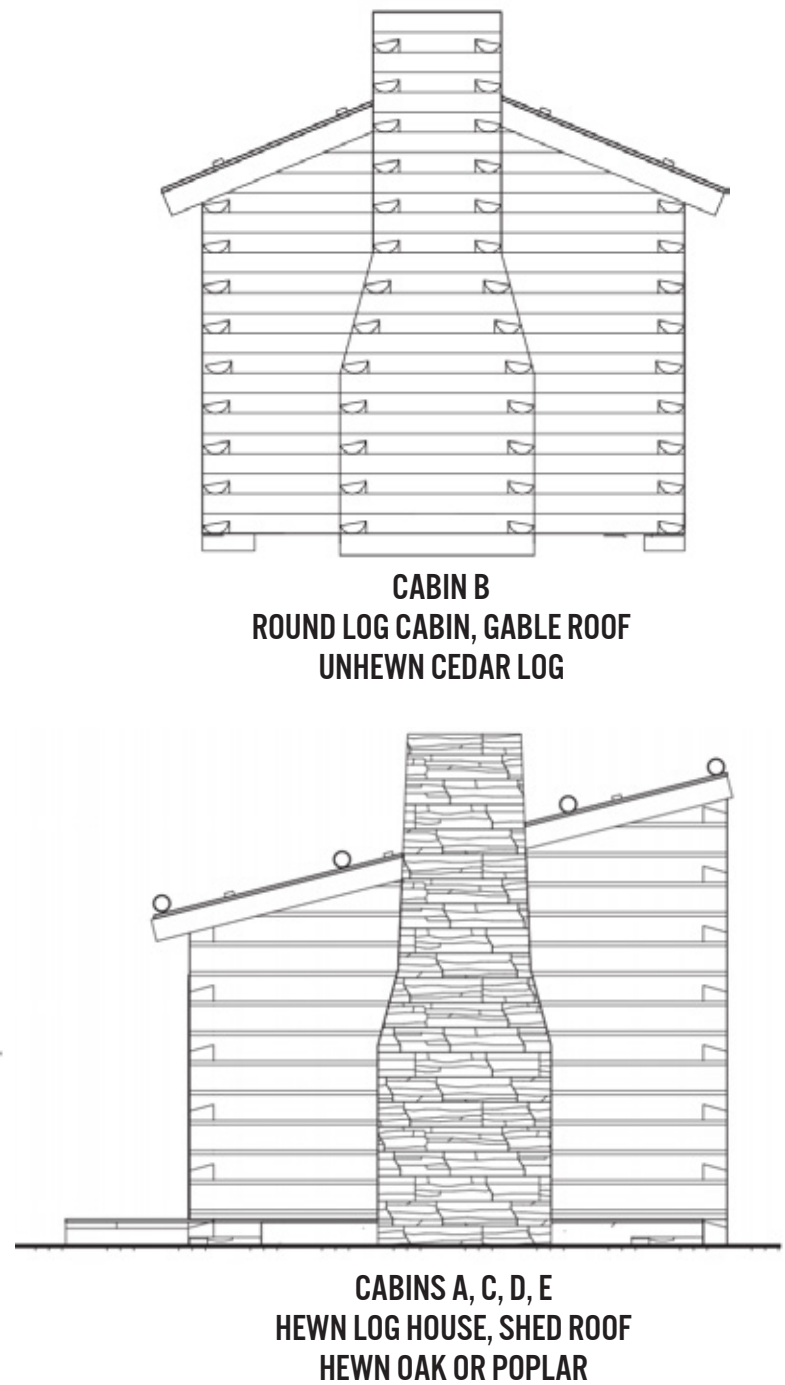 CABIN B
ROUND LOG CABIN, GABLE ROOF
UNHEWN CEDAR LOG
CABINS A, C, D, E
HEWN LOG HOUSE, SHED ROOF
HEWN OAK OR POPLAR